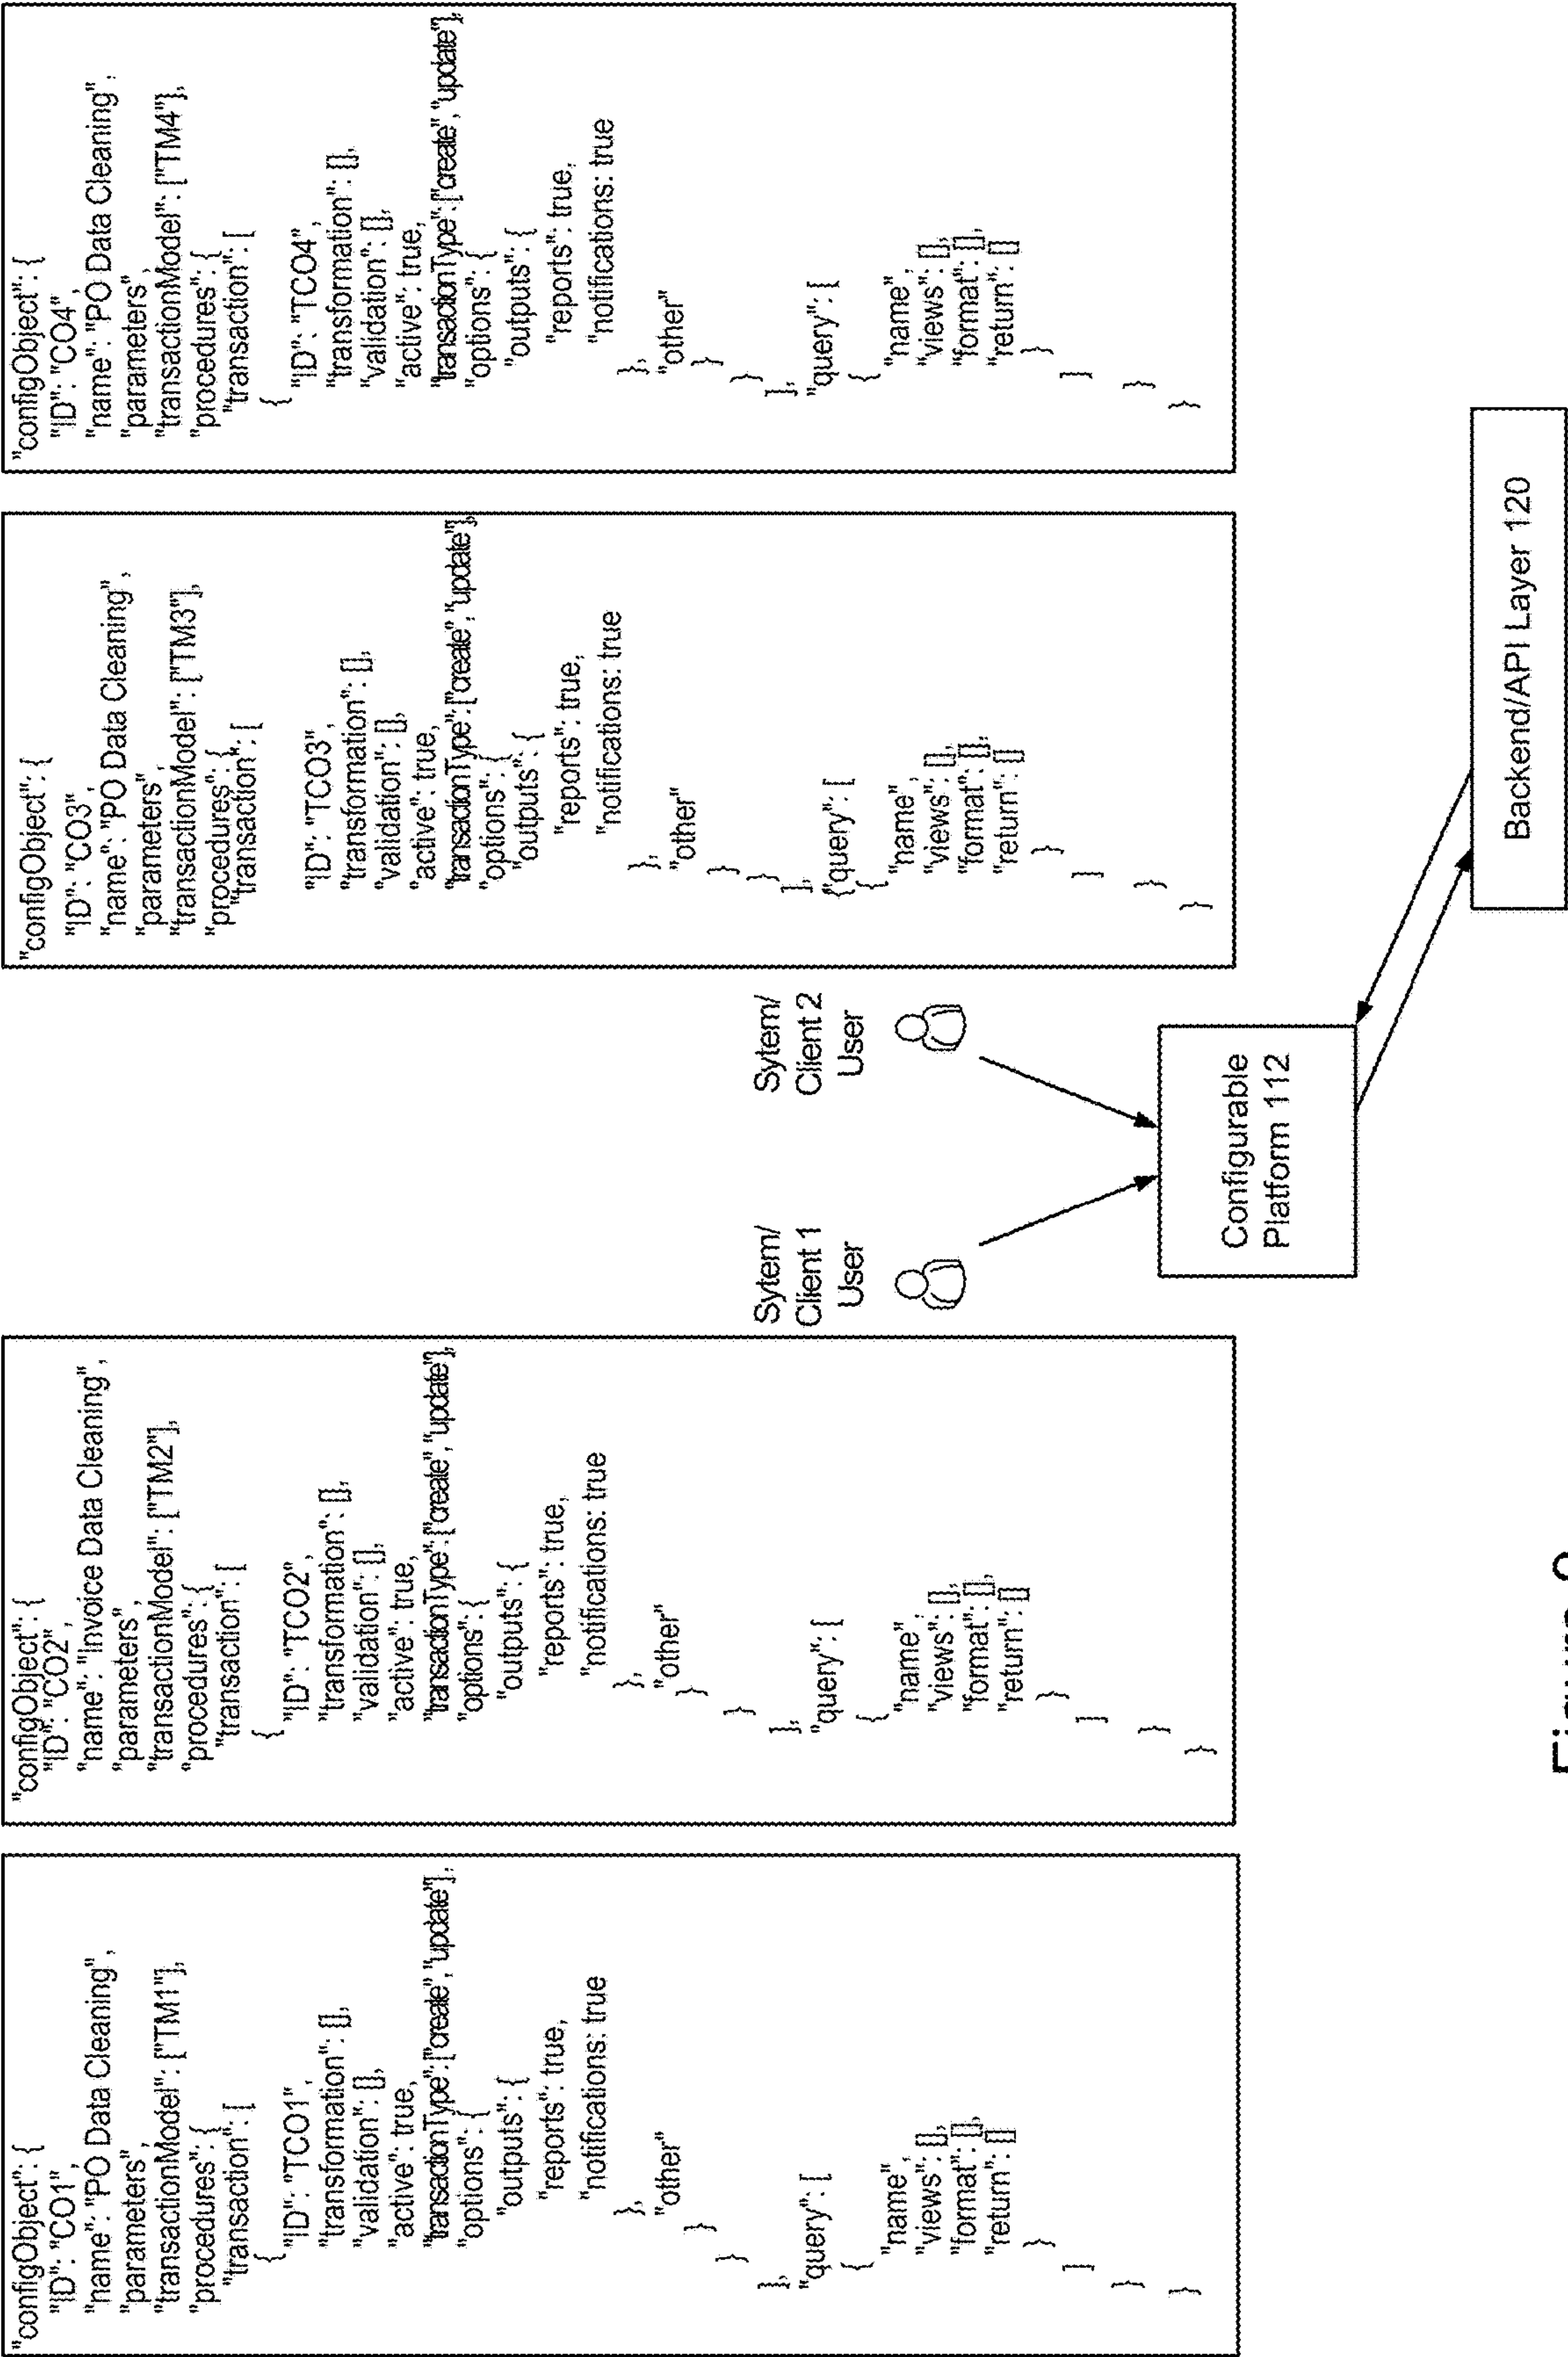 "configObject": {
"ID": "CO1",
"name": "PO Data Cleaning",
"parameters",
"transactionModel": ["TM1"],
"procedures": {
"transaction": [
{
"ID": "TCO1",
"transformation": [],
"validation": [],
"active": true,
"transactionType": ["create", "update"],
"options": {
"outputs": {
"reports": true,
"notifications: true
},
"other"
}
}
],
"query": [
{
"name",
"views": [],
"format": [],
"return": []
}
]
}
}
"configObject": {
"ID": "CO2",
"name": "Invoice Data Cleaning",
"parameters",
"transactionModel": ["TM2"],
"procedures": {
"transaction": [
{
"ID": "TCO2",
"transformation": [],
"validation": [],
"active": true,
"transactionType": ["create", "update"],
"options": {
"outputs": {
"reports": true,
"notifications: true
},
"other"
}
}
],
"query": [
{
"name",
"views": [],
"format": [],
"return": []
}
]
}
}
Sytem/
Client 1
User
Sytem/
Client 2
User
Configurable
Platform 112
"configObject": {
"ID": "CO3"
"name": "PO Data Cleaning",
"parameters",
"transactionModel": ["TM3"],
"procedures": {
"transaction": [
"ID": "TCO3",
"transformation": [],
"validation": [],
"active": true,
"transactionType": ["create", "update"],
"options": {
"outputs": {
"reports": true,
"notifications: true
},
"other"
}
}
],
{"query": [
{
"name",
"views": [],
"format": [],
"return": []
}
]
}
}
"configObject": {
"ID": "CO4",
"name": "PO Data Cleaning",
"parameters",
"transactionModel": ["TM4"],
"procedures": {
"transaction": [
{
"ID": "TCO4",
"transformation": [],
"validation": [],
"active": true,
"transactionType": ["create", "update"],
"options": {
"outputs": {
"reports": true,
"notifications: true
},
"other"
}
}
],
"query": [
{
"name",
"views": [],
"format": [],
"return": []
}
]
}
}
Backend/API Layer 120
Figure